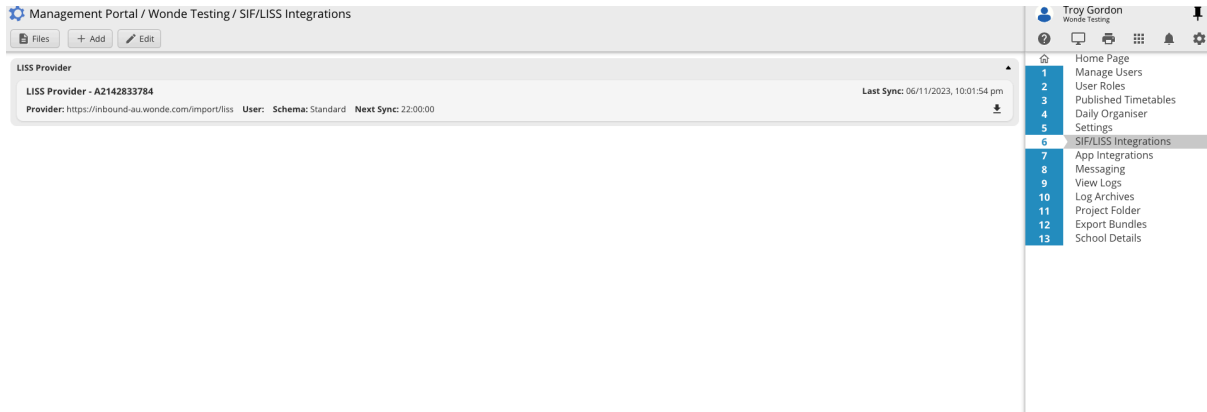 Management Portal / Wonde Testing / SIF/LISS Integrations
Files + Add Edit
LISS Provider
LISS Provider - A2142833784 Last Sync: 06/11/2023, 10:01:54 pm
Provider: https://inbound-au.wonde.com/import/liss User: Schema: Standard Next Sync: 22:00:00
Troy Gordon
Wonde Testing
Home Page
1 Manage Users
2 User Roles
3 Published Timetables
4 Daily Organiser
5 Settings
6 SIF/LISS Integrations
7 App Integrations
8 Messaging
9 View Logs
10 Log Archives
11 Project Folder
12 Export Bundles
13 School Details